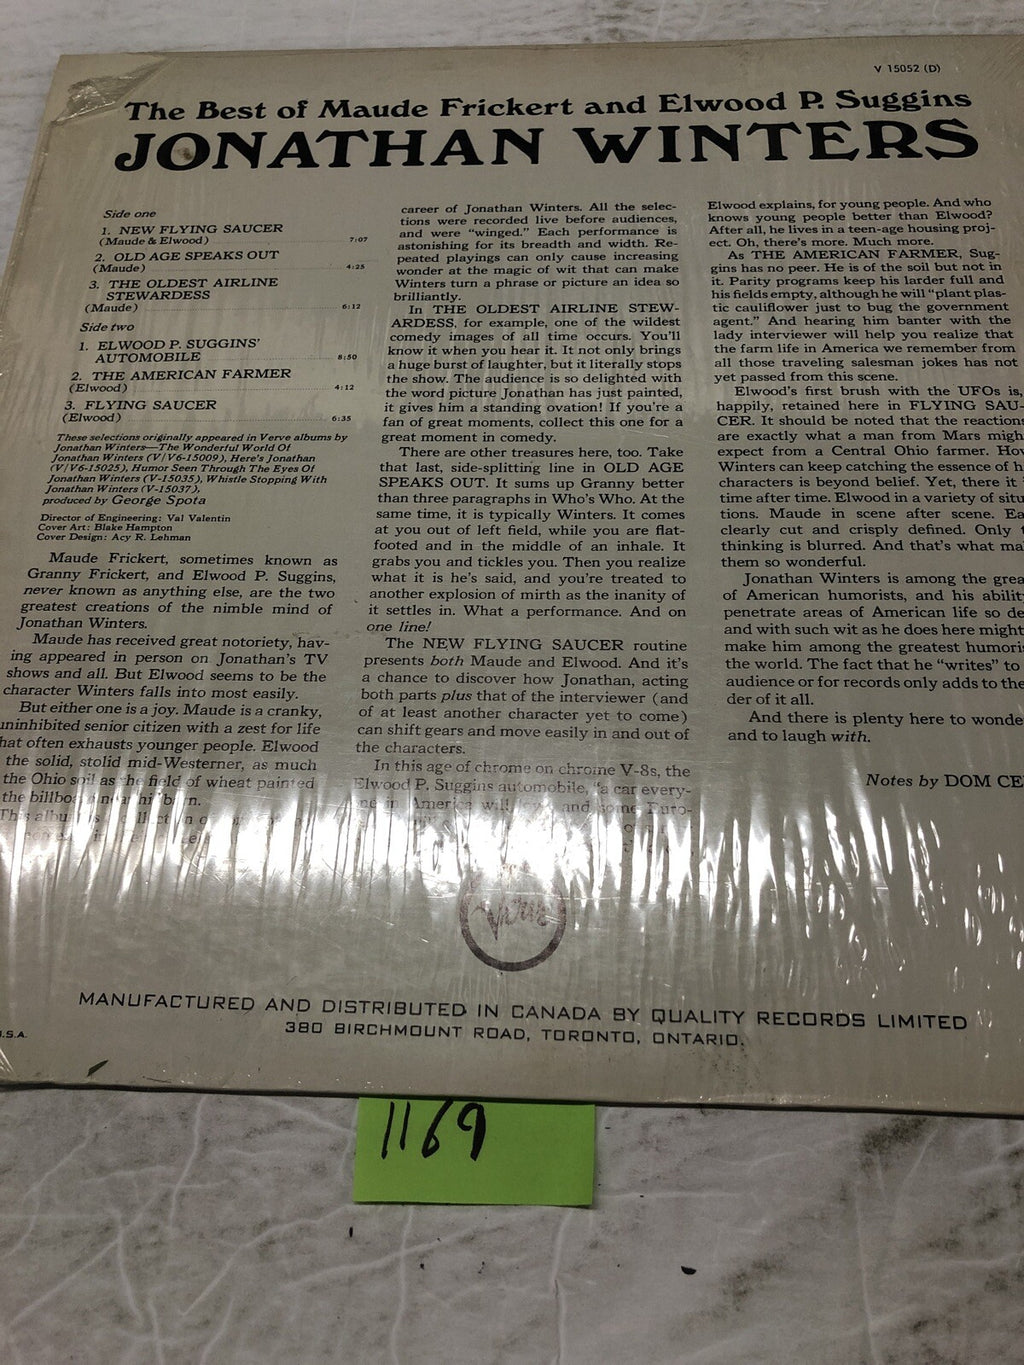 V 15052 (D)
The Best of Maude Frickert and Elwood P. Suggins
JONATHAN WINTERS
Side one
1. NEW FLYING SAUCER
(Maude & Elwood) 7:07
2. OLD AGE SPEAKS OUT
(Maude) 4:25
3. THE OLDEST AIRLINE
STEWARDESS
(Maude) 6:12
Side two
1. ELWOOD P. SUGGINS'
AUTOMOBILE 8:50
2. THE AMERICAN FARMER
(Elwood) 4:12
3. FLYING SAUCER
(Elwood) 6:35
These selections originally appeared in Verve albums by
Jonathan Winters—The Wonderful World Of
Jonathan Winters (V/V6-15009), Here's Jonathan
(V/V6-15025), Humor Seen Through The Eyes Of
Jonathan Winters (V-15035), Whistle Stopping With
Jonathan Winters (V-15037),
produced by George Spota
Director of Engineering: Val Valentin
Cover Art: Blake Hampton
Cover Design: Acy R. Lehman
Maude Frickert, sometimes known as
Granny Frickert, and Elwood P. Suggins,
never known as anything else, are the two
greatest creations of the nimble mind of
Jonathan Winters.
Maude has received great notoriety, hav-
ing appeared in person on Jonathan's TV
shows and all. But Elwood seems to be the
character Winters falls into most easily.
But either one is a joy. Maude is a cranky,
uninhibited senior citizen with a zest for life
hat often exhausts younger people. Elwood
the solid, stolid mid-Westerner, as much
the Ohio soil as the field of wheat painted
the billboard near his barn.
This album is
career of Jonathan Winters. All the selec-
tions were recorded live before audiences,
and were "winged." Each performance is
astonishing for its breadth and width. Re-
peated playings can only cause increasing
wonder at the magic of wit that can make
Winters turn a phrase or picture an idea so
brilliantly.
In THE OLDEST AIRLINE STEW-
ARDESS, for example, one of the wildest
comedy images of all time occurs. You'll
know it when you hear it. It not only brings
a huge burst of laughter, but it literally stops
the show. The audience is so delighted with
the word picture Jonathan has just painted,
it gives him a standing ovation! If you're a
fan of great moments, collect this one for a
great moment in comedy.
There are other treasures here, too. Take
that last, side-splitting line in OLD AGE
SPEAKS OUT. It sums up Granny better
than three paragraphs in Who's Who. At the
same time, it is typically Winters. It comes
at you out of left field, while you are flat-
footed and in the middle of an inhale. It
grabs you and tickles you. Then you realize
what it is he's said, and you're treated to
another explosion of mirth as the inanity of
it settles in. What a performance. And on
one line!
The NEW FLYING SAUCER routine
presents both Maude and Elwood. And it's
a chance to discover how Jonathan, acting
both parts plus that of the interviewer (and
of at least another character yet to come)
can shift gears and move easily in and out of
the characters.
In this age of chrome on chrome V-8s, the
Elwood P. Suggins automobile, "a car every-
one in America will and some Euro-
Elwood explains, for young people. And who
knows young people better than Elwood?
After all, he lives in a teen-age housing proj-
ect. Oh, there's more. Much more.
As THE AMERICAN FARMER, Sug-
gins has no peer. He is of the soil but not in
it. Parity programs keep his larder full and
his fields empty, although he will "plant plas-
tic cauliflower just to bug the government
agent." And hearing him banter with the
lady interviewer will help you realize that
the farm life in America we remember from
all those traveling salesman jokes has not
yet passed from this scene.
Elwood's first brush with the UFOs is,
happily, retained here in FLYING SAU-
CER. It should be noted that the reactions
are exactly what a man from Mars migh
expect from a Central Ohio farmer. Hov
Winters can keep catching the essence of h
characters is beyond belief. Yet, there it
time after time. Elwood in a variety of situ
tions. Maude in scene after scene. Ea
clearly cut and crisply defined. Only t
thinking is blurred. And that's what ma
them so wonderful.
Jonathan Winters is among the grea
of American humorists, and his ability
penetrate areas of American life so de
and with such wit as he does here might
make him among the greatest humoris
the world. The fact that he "writes" to
audience or for records only adds to the
der of it all.
And there is plenty here to wonde
and to laugh with.
Notes by DOM CE
Verve
MANUFACTURED AND DISTRIBUTED IN CANADA BY QUALITY RECORDS LIMITED
380 BIRCHMOUNT ROAD, TORONTO, ONTARIO.
.S.A.
1169